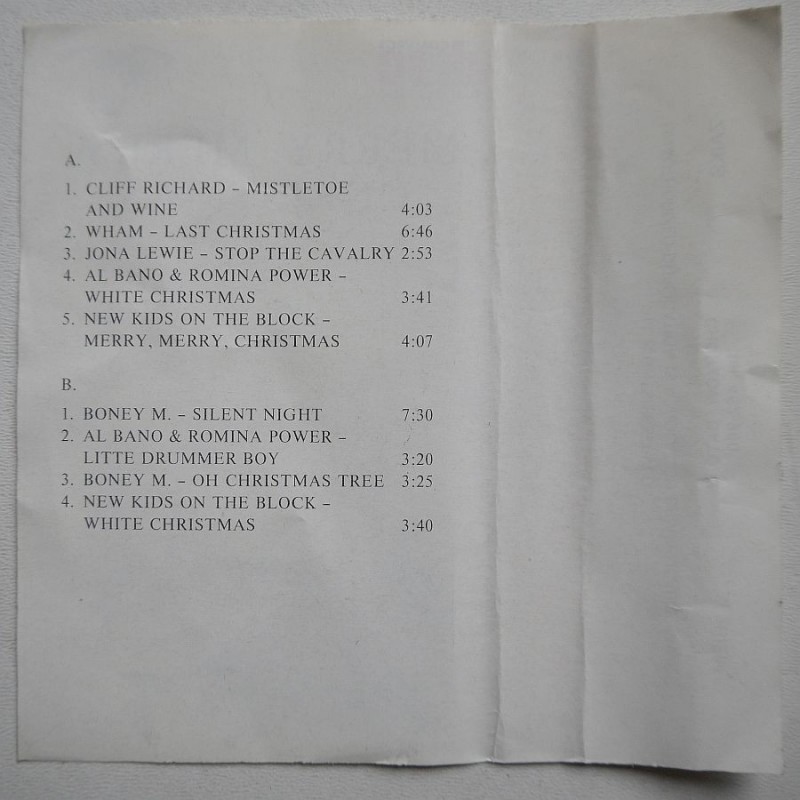 A.
1. CLIFF RICHARD – MISTLETOE
AND WINE 4:03
2. WHAM – LAST CHRISTMAS 6:46
3. JONA LEWIE – STOP THE CAVALRY 2:53
4. AL BANO & ROMINA POWER –
WHITE CHRISTMAS 3:41
5. NEW KIDS ON THE BLOCK –
MERRY, MERRY, CHRISTMAS 4:07
B.
1. BONEY M. – SILENT NIGHT 7:30
2. AL BANO & ROMINA POWER –
LITTE DRUMMER BOY 3:20
3. BONEY M. – OH CHRISTMAS TREE 3:25
4. NEW KIDS ON THE BLOCK –
WHITE CHRISTMAS 3:40